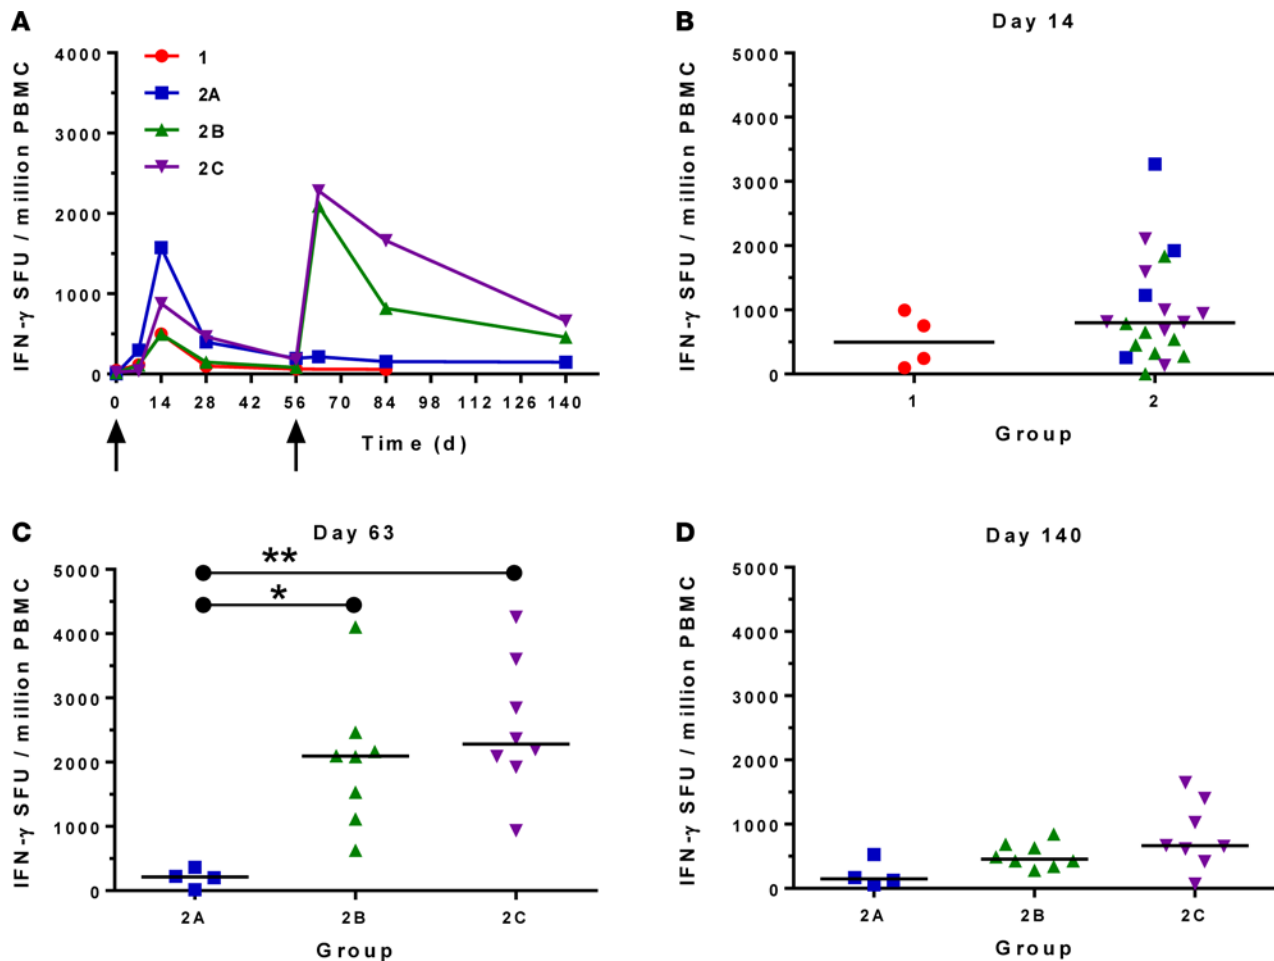 A
IFN-γ SFU / million PBMC
4000
3000
2000
1000
0
1
2A
2B
2C
0 14 28 42 56 70 84 98 112 126 140
Time (d)
B
Day 14
IFN-γ SFU / million PBMC
5000
4000
3000
2000
1000
0
1 2
Group
C
Day 63
IFN-γ SFU / million PBMC
5000
4000
3000
2000
1000
0
**
*
2A 2B 2C
Group
D
Day 140
IFN-γ SFU / million PBMC
5000
4000
3000
2000
1000
0
2A 2B 2C
Group